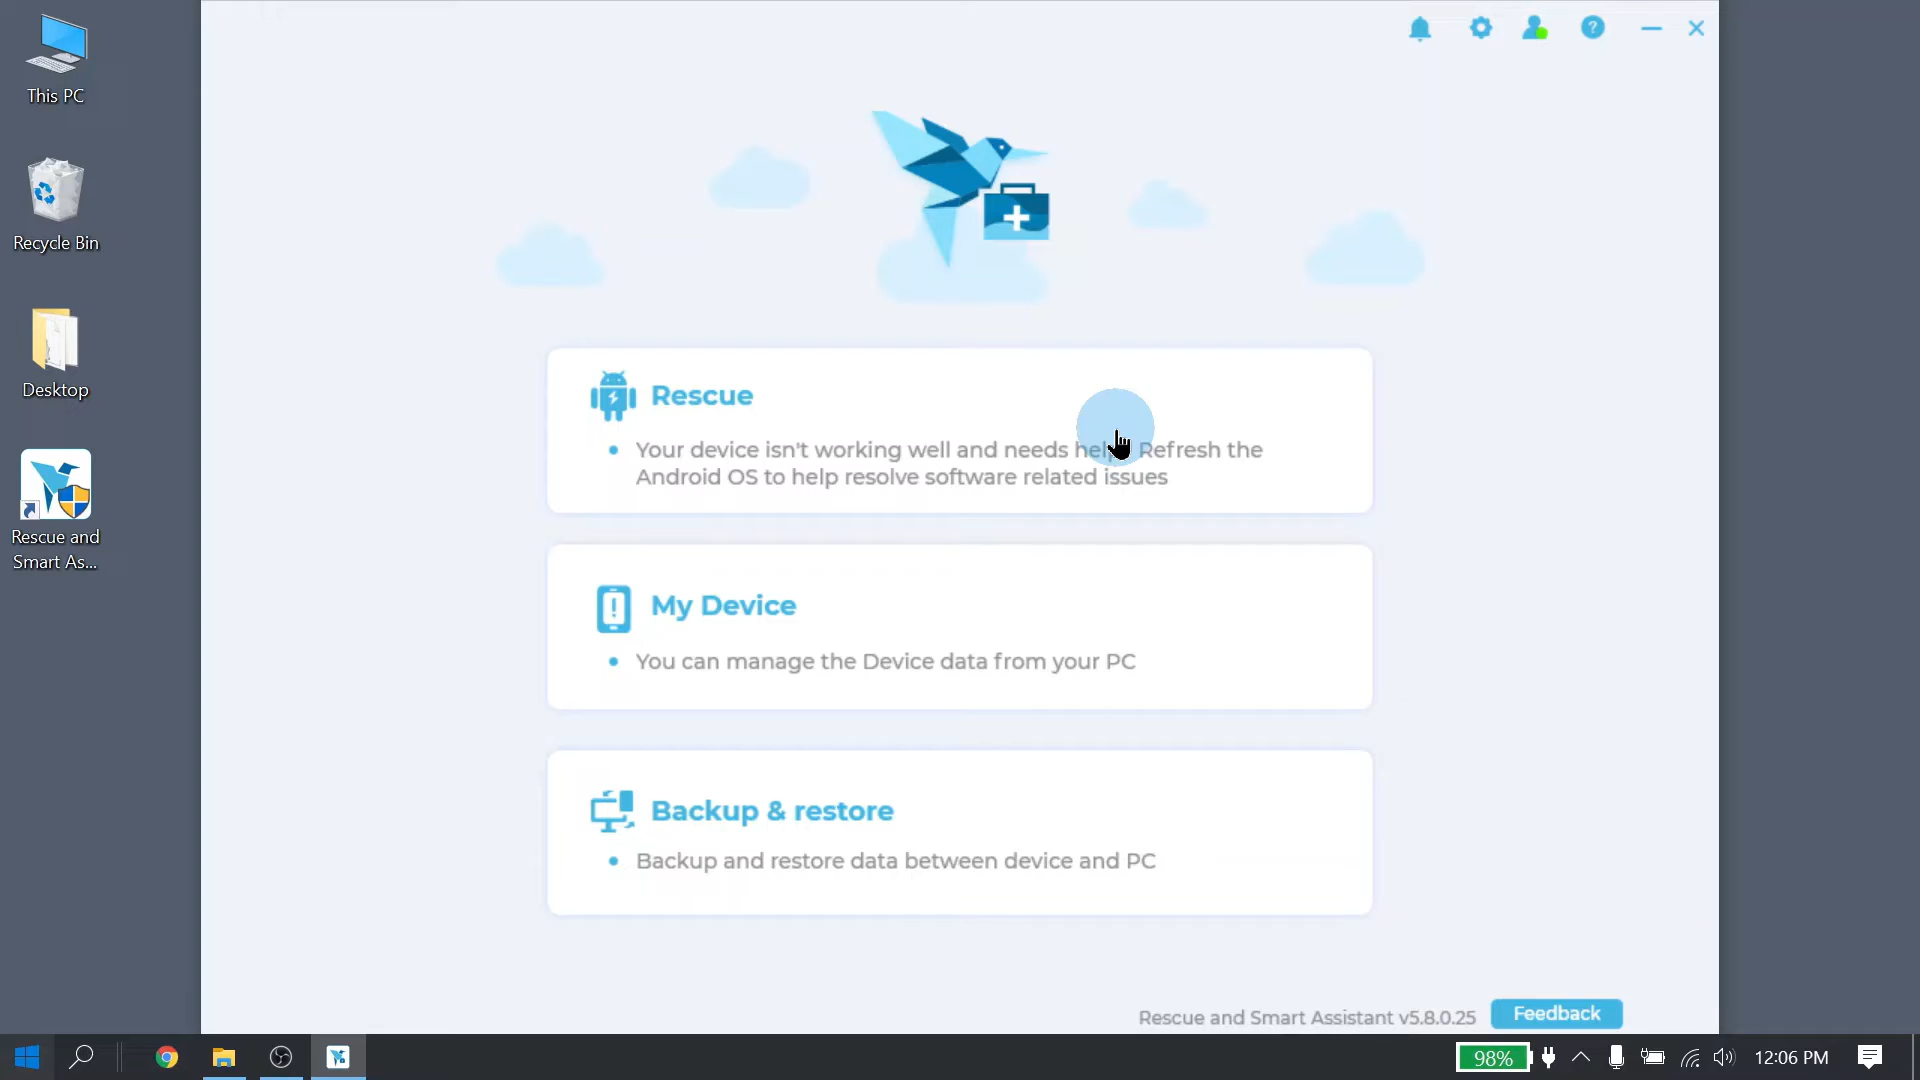 This PC
Recycle Bin
Desktop
Rescue and
Smart As...
Rescue
Your device isn't working well and needs Refresh the
Android OS to help resolve software related issues
My Device
You can manage the Device data from your PC
Backup & restore
Backup and restore data between device and PC
Rescue and Smart Assistant v5.8.0.25
Feedback
98%
12:06 PM